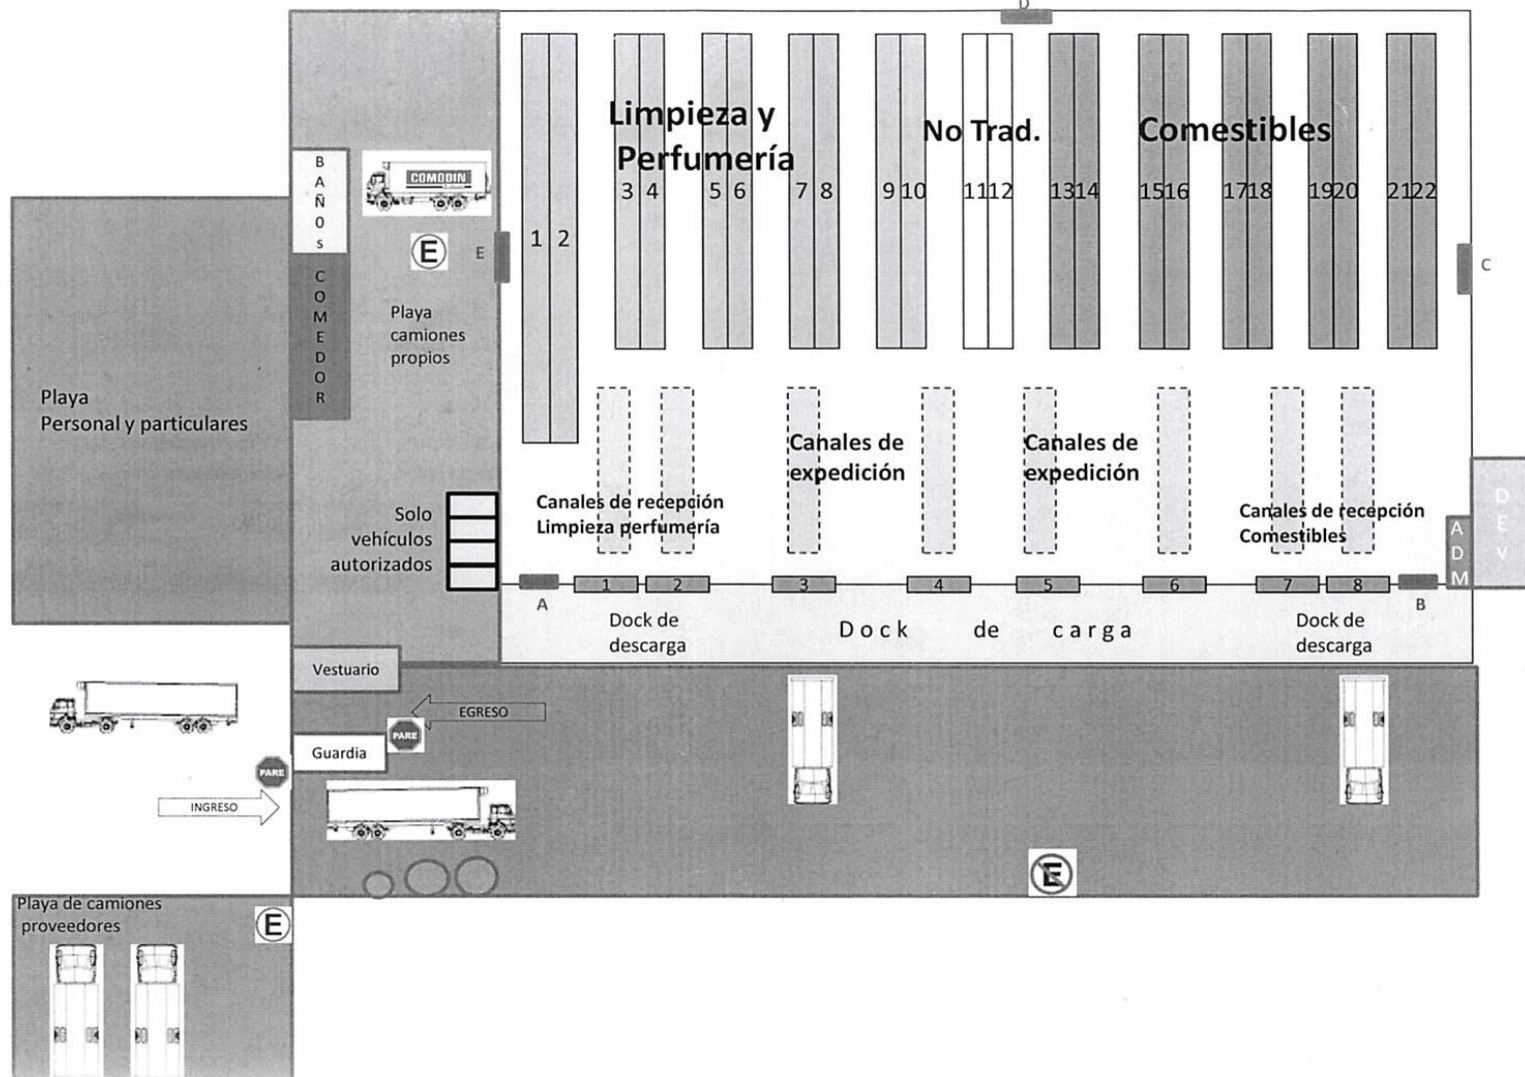 D
Limpieza y
Perfumería
No Trad.
Comestibles
1 2 3 4 5 6 7 8 9 10 11 12 13 14 15 16 17 18 19 20 21 22
BAÑOs
COMEDOR
COMODIN
E
E
C
Playa
camiones
propios
Playa
Personal y particulares
Canales de
expedición
Canales de
expedición
Canales de recepción
Limpieza perfumería
Canales de recepción
Comestibles
Solo
vehículos
autorizados
DEV
ADM
1 2 3 4 5 6 7 8
A
B
Dock de
descarga
Dock de carga
Dock de
descarga
Vestuario
EGRESO
PARE
Guardia
PARE
INGRESO
E
Playa de camiones
proveedores
E